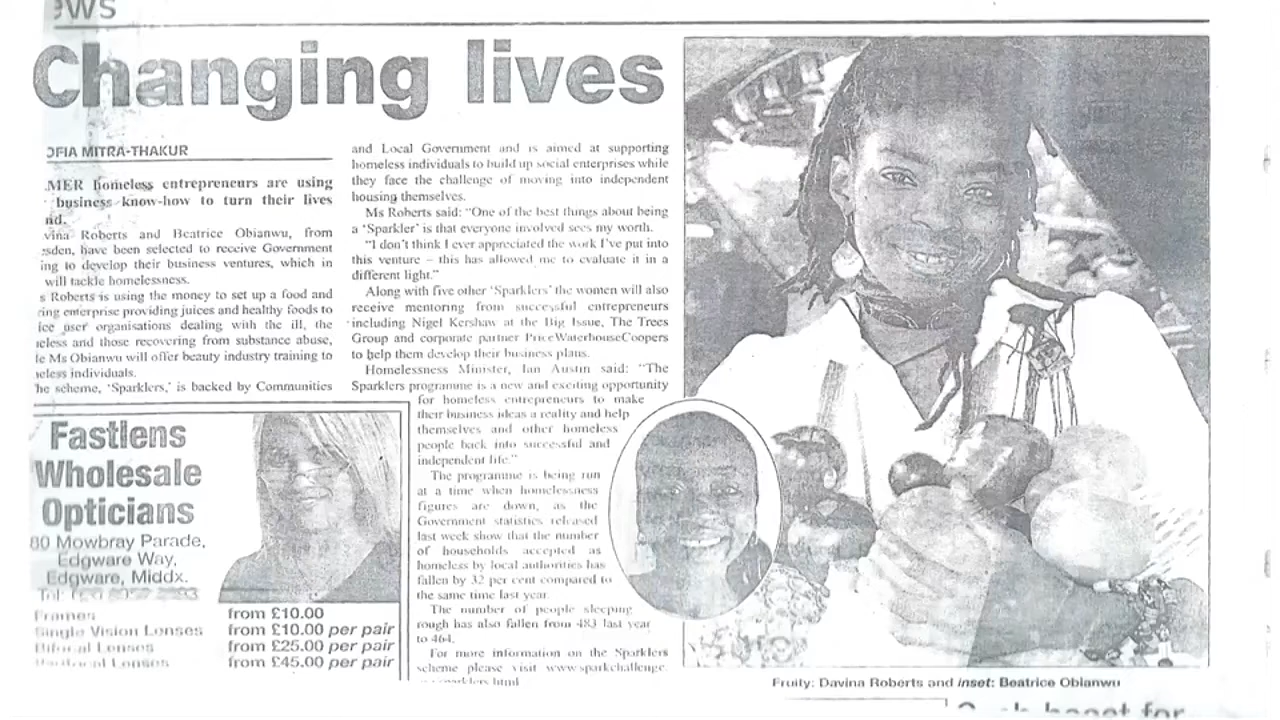 ews
Changing lives
OFIA MITRA-THAKUR
MER homeless entrepreneurs are using
business know-how to turn their lives
nd.
vina Roberts and Beatrice Obianwu, from
sden, have been selected to receive Government
ing to develop their business ventures, which in
will tackle homelessness.
s Roberts is using the money to set up a food and
ring enterprise providing juices and healthy foods to
ice user organisations dealing with the ill, the
eless and those recovering from substance abuse,
le Ms Obianwu will offer beauty industry training to
eless individuals.
he scheme, 'Sparklers,' is backed by Communities
and Local Government and is aimed at supporting
homeless individuals to build up social enterprises while
they face the challenge of moving into independent
housing themselves.
Ms Roberts said: "One of the best things about being
a 'Sparkler' is that everyone involved sees my worth.
"I don't think I ever appreciated the work I've put into
this venture – this has allowed me to evaluate it in a
different light."
Along with five other 'Sparklers' the women will also
receive mentoring from successful entrepreneurs
including Nigel Kershaw at the Big Issue, The Trees
Group and corporate partner PriceWaterhouseCoopers
to help them develop their business plans.
Homelessness Minister, Ian Austin said: "The
Sparklers programme is a new and exciting opportunity
for homeless entrepreneurs to make
their business ideas a reality and help
themselves and other homeless
people back into successful and
independent life."
The programme is being run
at a time when homelessness
figures are down, as the
Government statistics released
last week show that the number
of households accepted as
homeless by local authorities has
fallen by 32 per cent compared to
the same time last year.
The number of people sleeping
rough has also fallen from 483 last year
to 464.
For more information on the Sparklers
scheme please visit www.sparkchallenge.
sparklers.html
Fastlens
Wholesale
Opticians
80 Mowbray Parade,
Edgware Way,
Edgware, Middx.
Tel:
Frames from £10.00
Single Vision Lenses from £10.00 per pair
Bifocal Lenses from £25.00 per pair
Lenses from £45.00 per pair
Fruity: Davina Roberts and inset: Beatrice Obianwu
boost for